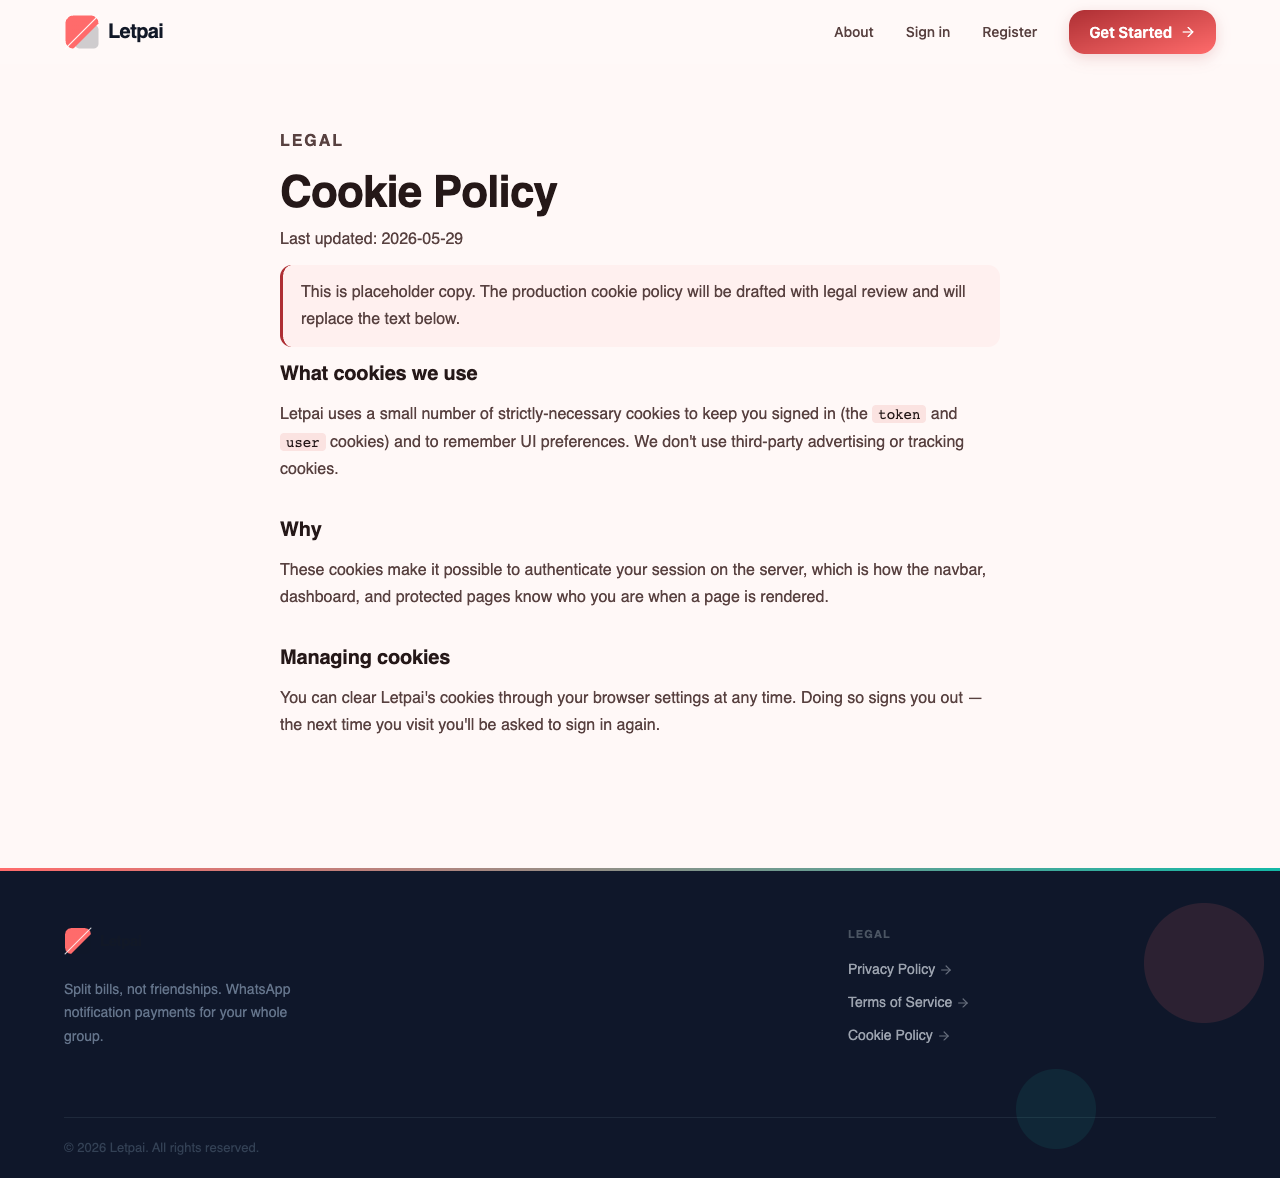 Letpai
About
Sign in
Register
Get Started
LEGAL
Cookie Policy
Last updated: 2026-05-29
This is placeholder copy. The production cookie policy will be drafted with legal review and will
replace the text below.
What cookies we use
Letpai uses a small number of strictly-necessary cookies to keep you signed in (the token and
user cookies) and to remember UI preferences. We don't use third-party advertising or tracking
cookies.
Why
These cookies make it possible to authenticate your session on the server, which is how the navbar,
dashboard, and protected pages know who you are when a page is rendered.
Managing cookies
You can clear Letpai's cookies through your browser settings at any time. Doing so signs you out —
the next time you visit you'll be asked to sign in again.
Split bills, not friendships. WhatsApp
notification payments for your whole
group.
LEGAL
Privacy Policy
Terms of Service
Cookie Policy
© 2026 Letpai. All rights reserved.